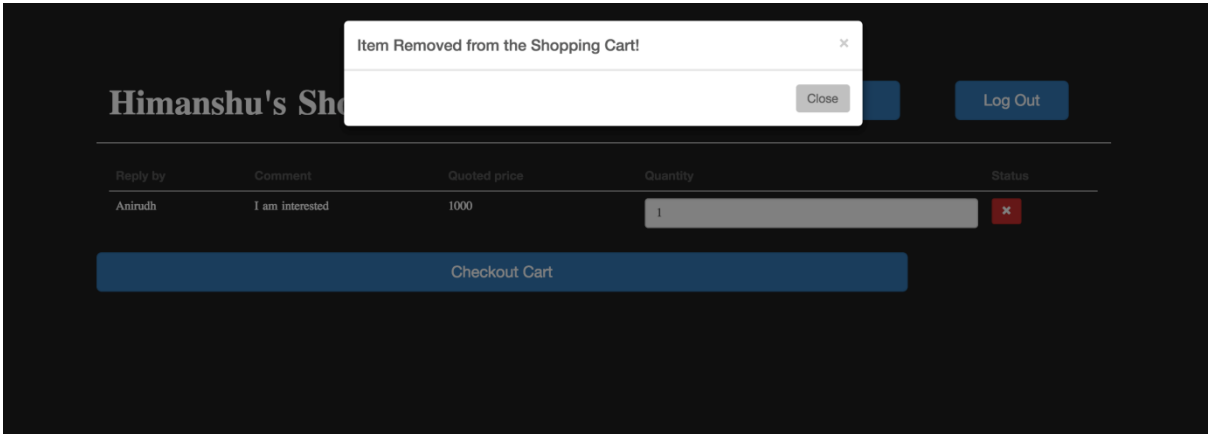 Item Removed from the Shopping Cart!
×
Close
Himanshu's Sho
Log Out
Reply by Comment Quoted price Quantity Status
Anirudh I am interested 1000 1
Checkout Cart